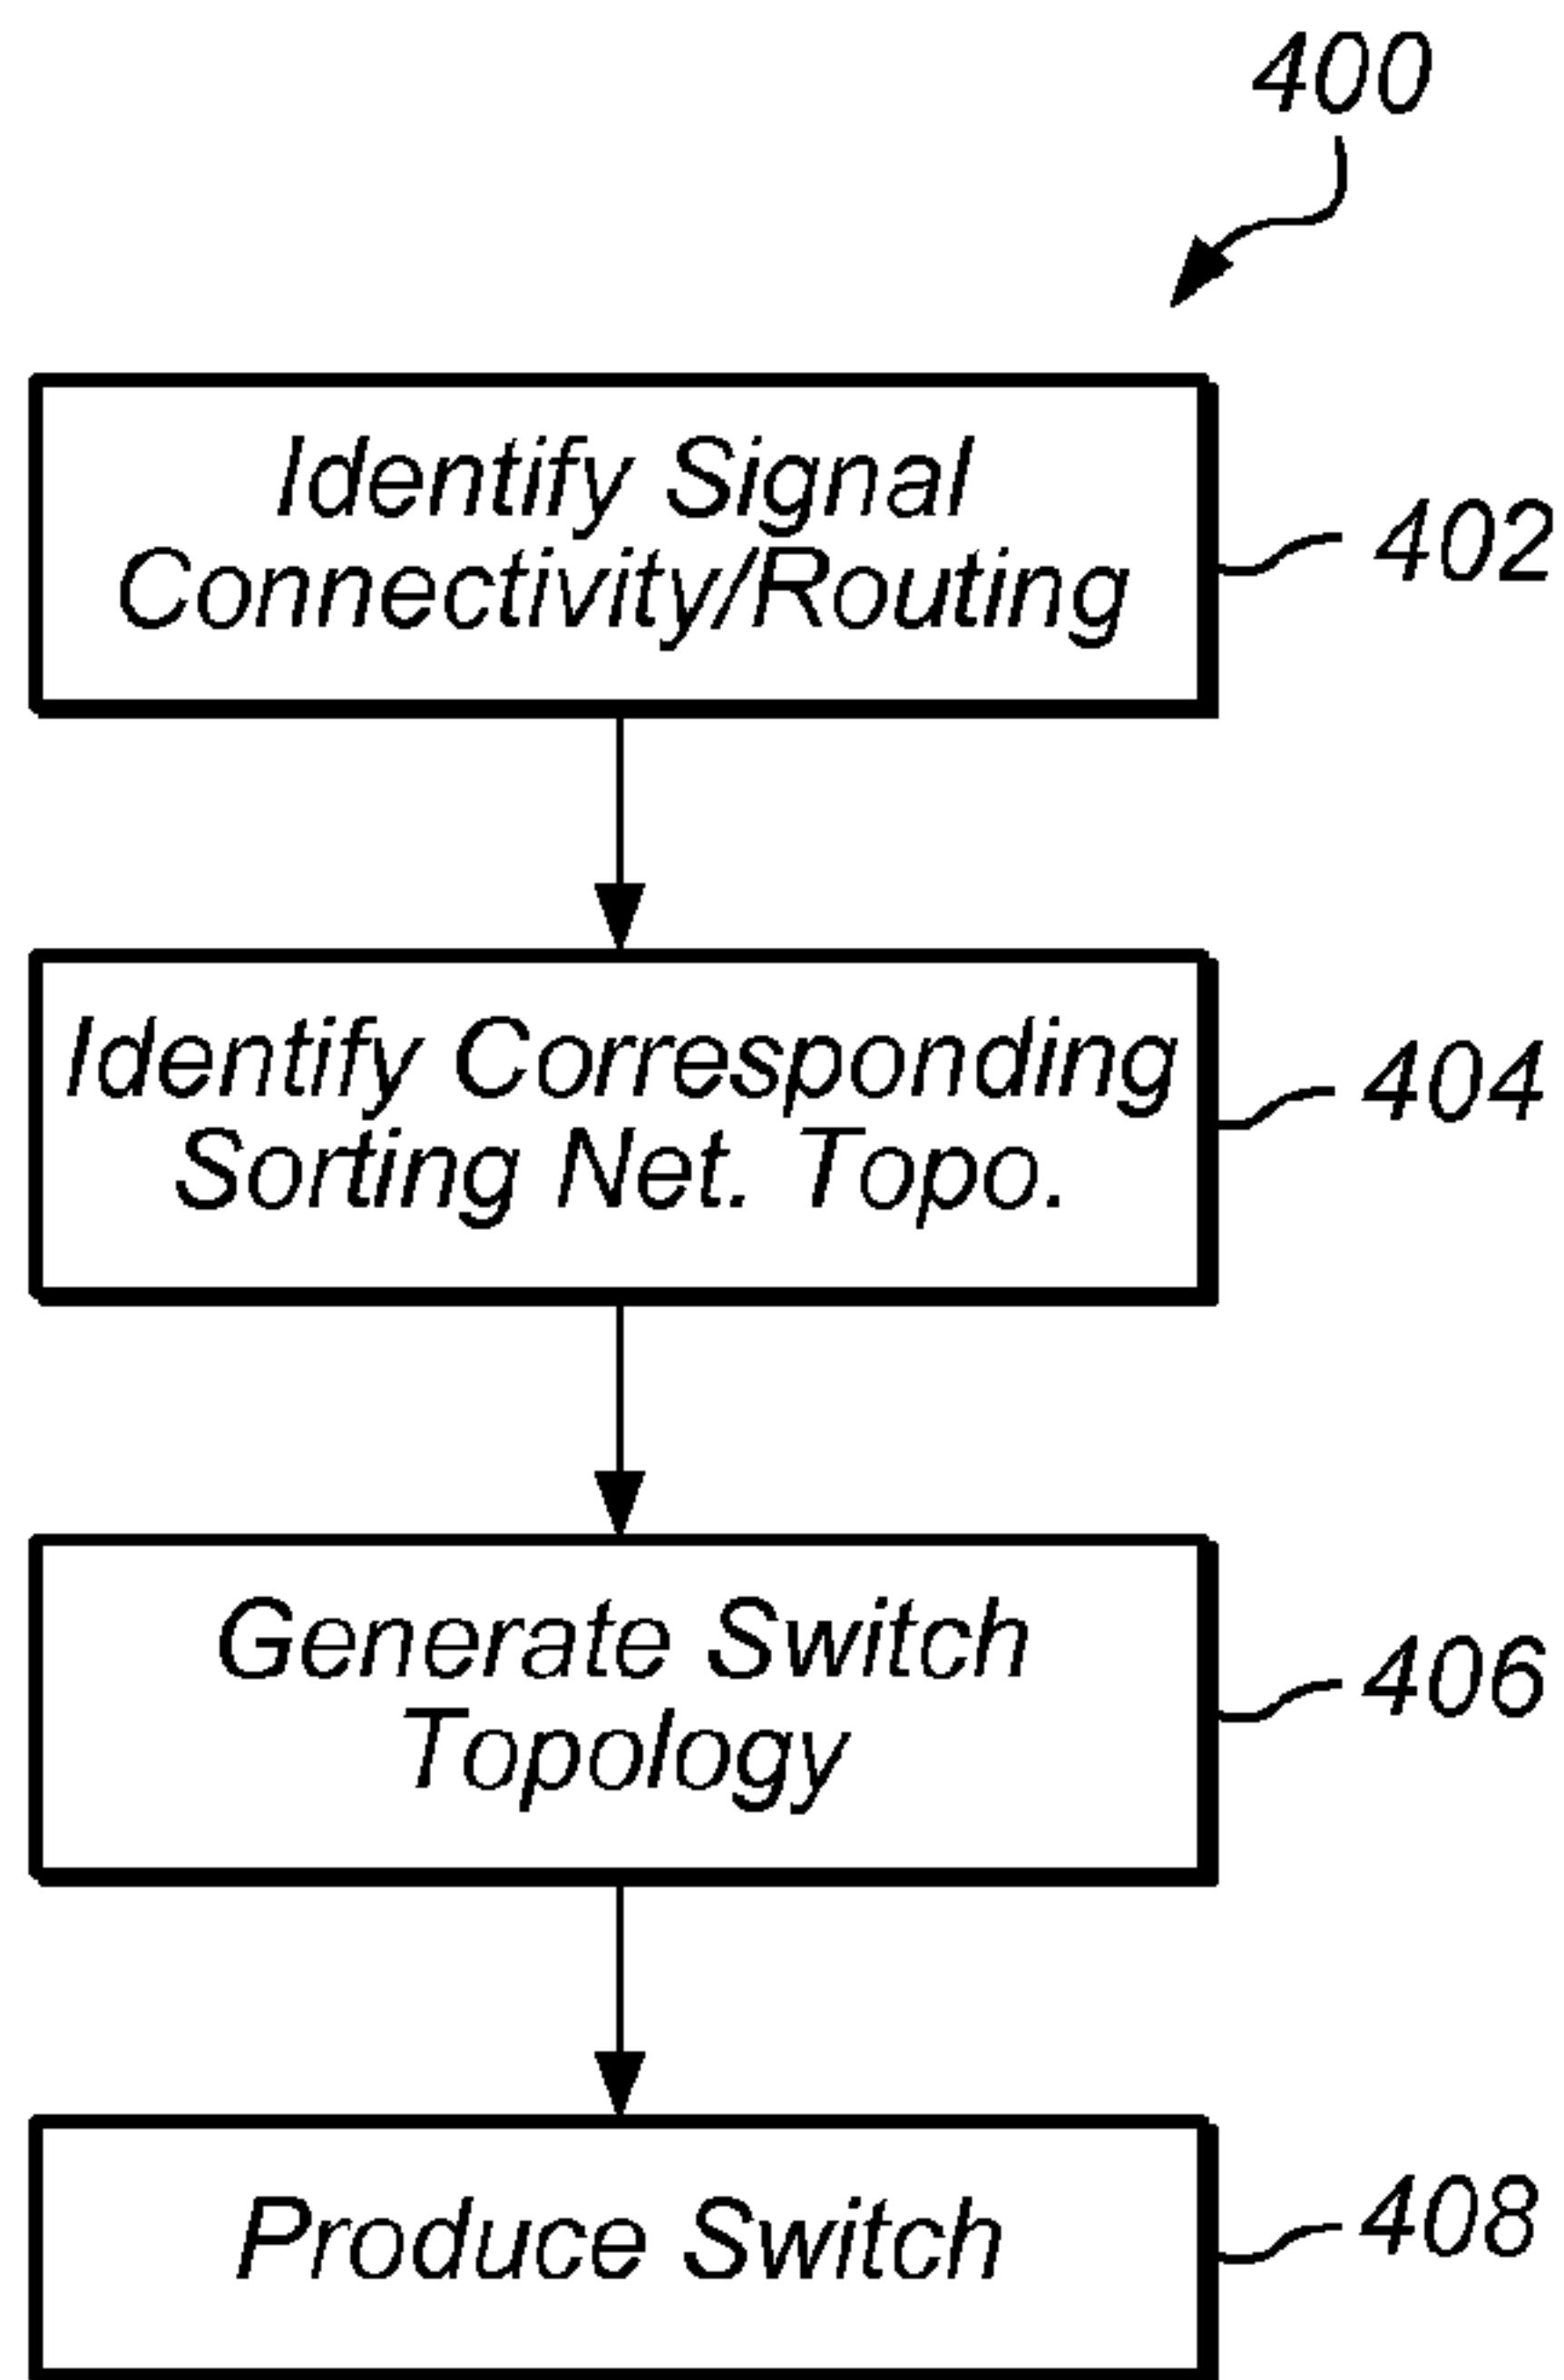 400
Identify Signal
Connectivity/Routing
402
Identify Corresponding
Sorting Net. Topo.
404
Generate Switch
Topology
406
Produce Switch
408